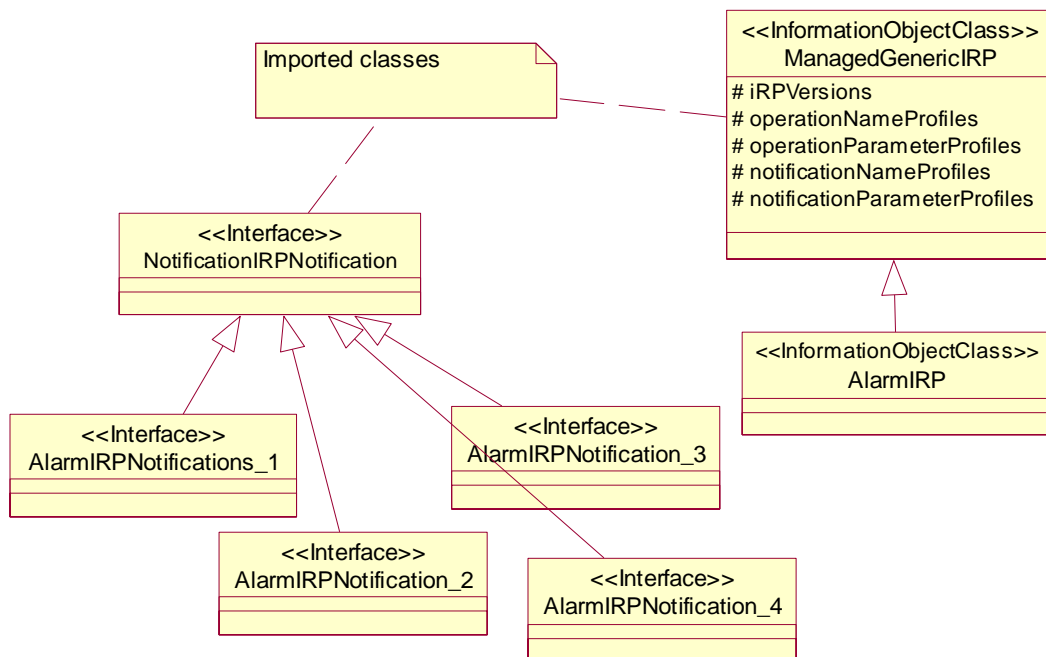 Imported classes
<<InformationObjectClass>>
ManagedGenericIRP
# iRPVersions
# operationNameProfiles
# operationParameterProfiles
# notificationNameProfiles
# notificationParameterProfiles
<<Interface>>
NotificationIRPNotification
<<InformationObjectClass>>
AlarmIRP
<<Interface>>
AlarmIRPNotifications_1
<<Interface>>
AlarmIRPNotification_3
<<Interface>>
AlarmIRPNotification_2
<<Interface>>
AlarmIRPNotification_4